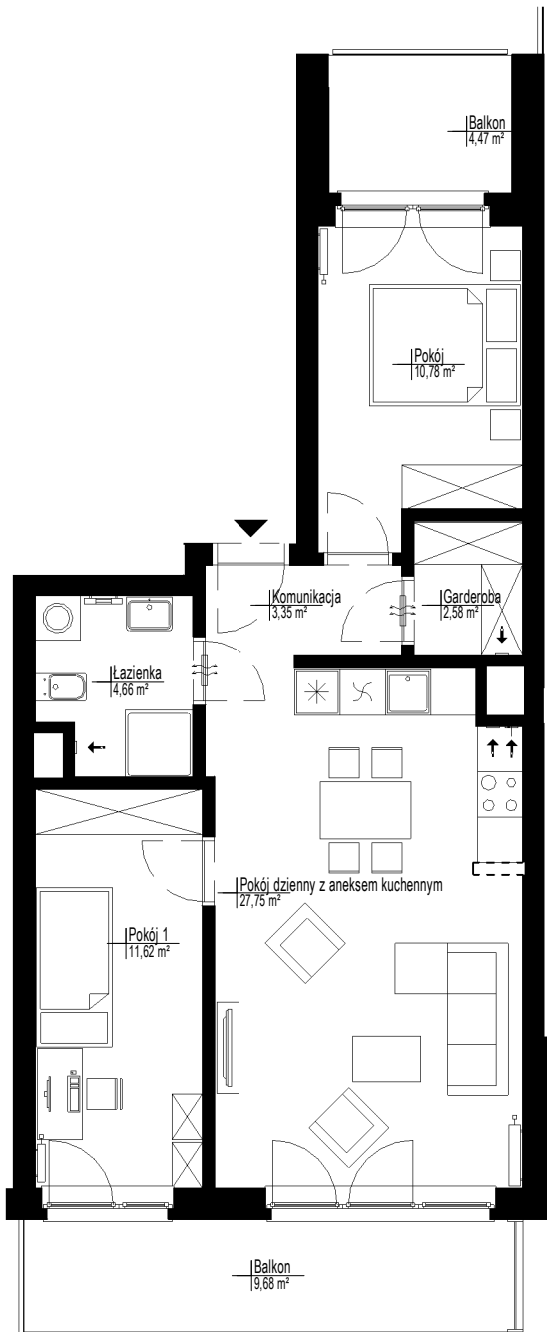 Balkon
4,47 m²
Pokój
10,78 m²
Komunikacja
3,35 m²
Garderoba
2,58 m²
Łazienka
4,66 m²
Pokój dzienny z aneksem kuchennym
27,75 m²
Pokój 1
11,62 m²
Balkon
9,68 m²